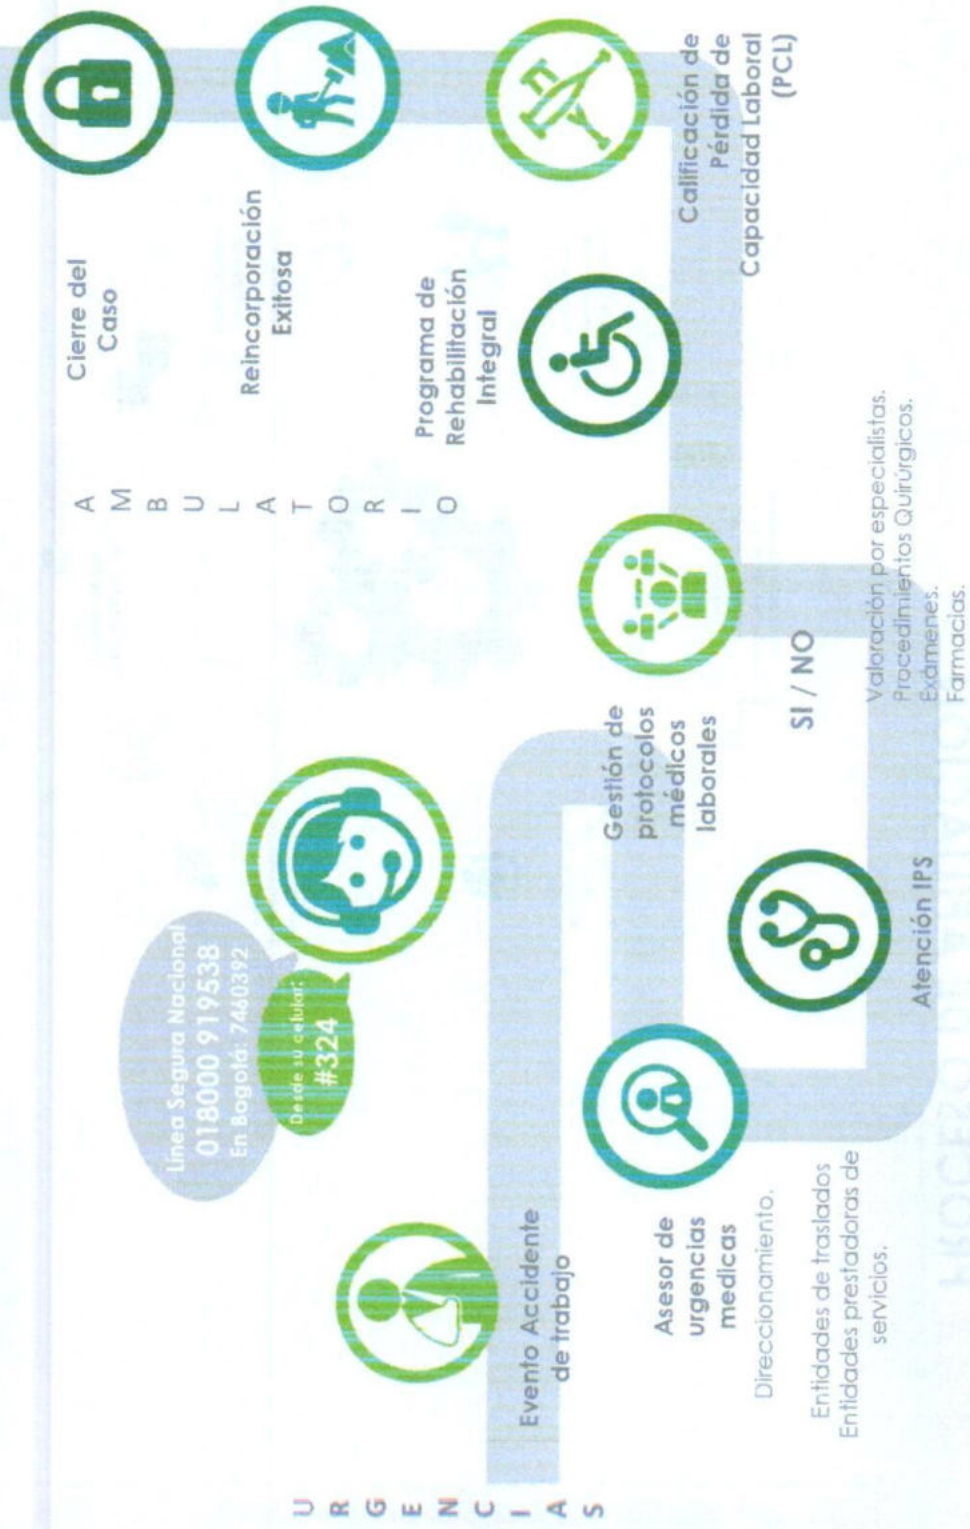 URGENCIAS
Línea Segura Nacional
018000 919538
En Bogotá: 7460392
Desde su celular:
#324
Evento Accidente
de trabajo
Asesor de
urgencias
medicas
Direccionamiento.
Entidades de traslados
Entidades prestadoras de
servicios.
Atención IPS
Valoración por especialistas.
Procedimientos Quirúrgicos.
Exámenes.
Farmacias.
SI / NO
Gestión de
protocolos
médicos
laborales
AMBULATORIO
Programa de
Rehabilitación
Integral
Calificación de
Pérdida de
Capacidad Laboral
(PCL)
Reincorporación
Exitosa
Cierre del
Caso